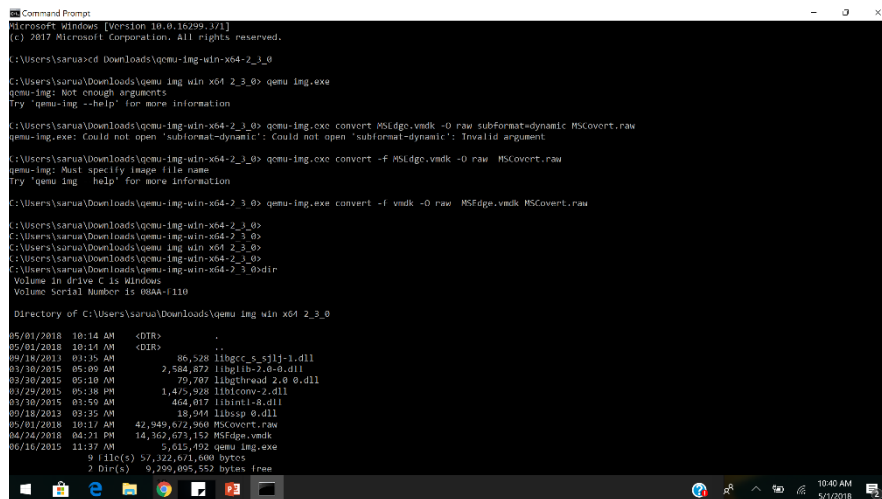 Command Prompt
Microsoft Windows [Version 10.0.16299.371]
(c) 2017 Microsoft Corporation. All rights reserved.
C:\Users\sarua>cd Downloads\qemu-img-win-x64-2_3_0
C:\Users\sarua\Downloads\qemu-img-win-x64-2_3_0> qemu-img.exe
qemu-img: Not enough arguments
Try 'qemu-img --help' for more information
C:\Users\sarua\Downloads\qemu-img-win-x64-2_3_0> qemu-img.exe convert MSEdge.vmdk -O raw subformat=dynamic MSCovert.raw
qemu-img.exe: Could not open 'subformat=dynamic': Could not open 'subformat=dynamic': Invalid argument
C:\Users\sarua\Downloads\qemu-img-win-x64-2_3_0> qemu-img.exe convert -f MSEdge.vmdk -O raw  MSCovert.raw
qemu-img: Must specify image file name
Try 'qemu-img --help' for more information
C:\Users\sarua\Downloads\qemu-img-win-x64-2_3_0> qemu-img.exe convert -f vmdk -O raw  MSEdge.vmdk MSCovert.raw
C:\Users\sarua\Downloads\qemu-img-win-x64-2_3_0>
C:\Users\sarua\Downloads\qemu-img-win-x64-2_3_0>
C:\Users\sarua\Downloads\qemu-img-win-x64-2_3_0>
C:\Users\sarua\Downloads\qemu-img-win-x64-2_3_0>
C:\Users\sarua\Downloads\qemu-img-win-x64-2_3_0>dir
Volume in drive C is Windows
Volume Serial Number is 08AA-F110
Directory of C:\Users\sarua\Downloads\qemu-img-win-x64-2_3_0
05/01/2018  10:14 AM    <DIR>          .
05/01/2018  10:14 AM    <DIR>          ..
09/18/2013  03:35 AM            86,528 libgcc_s_sjlj-1.dll
03/30/2015  05:09 AM         2,584,872 libglib-2.0-0.dll
03/30/2015  05:10 AM            79,707 libgthread-2.0-0.dll
03/29/2015  05:38 PM         1,475,928 libiconv-2.dll
03/30/2015  03:59 AM           464,017 libintl-8.dll
09/18/2013  03:35 AM            18,944 libssp-0.dll
05/01/2018  10:17 AM    42,949,672,960 MSCovert.raw
04/24/2018  04:21 PM    14,362,673,152 MSEdge.vmdk
06/16/2015  11:37 AM         5,615,492 qemu-img.exe
9 File(s) 57,322,671,600 bytes
2 Dir(s)   9,299,095,552 bytes free
10:40 AM
5/1/2018